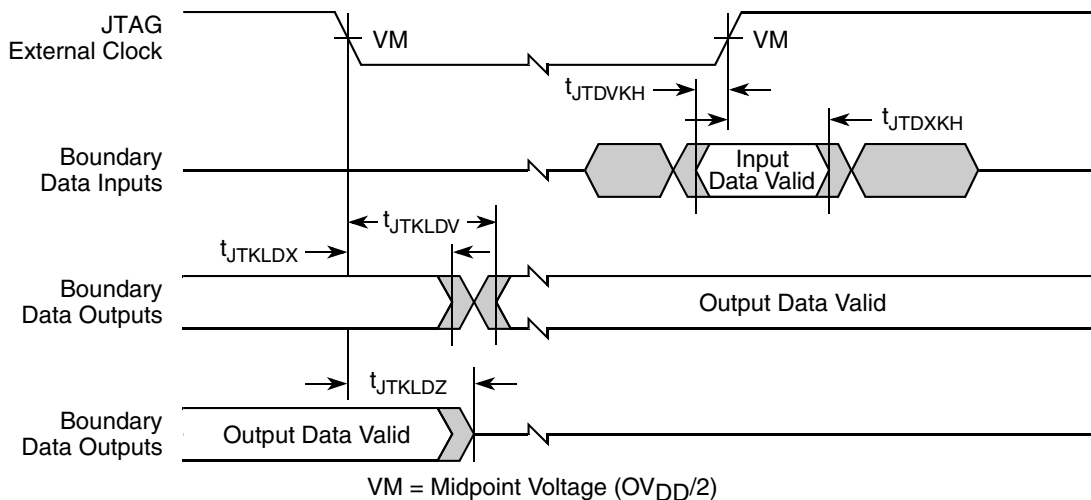 JTAG
External Clock
VM
VM
tJTDVKH
tJTDXKH
Boundary
Data Inputs
Input
Data Valid
tJTKLDV
tJTKLDX
Boundary
Data Outputs
Output Data Valid
tJTKLDZ
Boundary
Data Outputs
Output Data Valid
VM = Midpoint Voltage (OVDD/2)